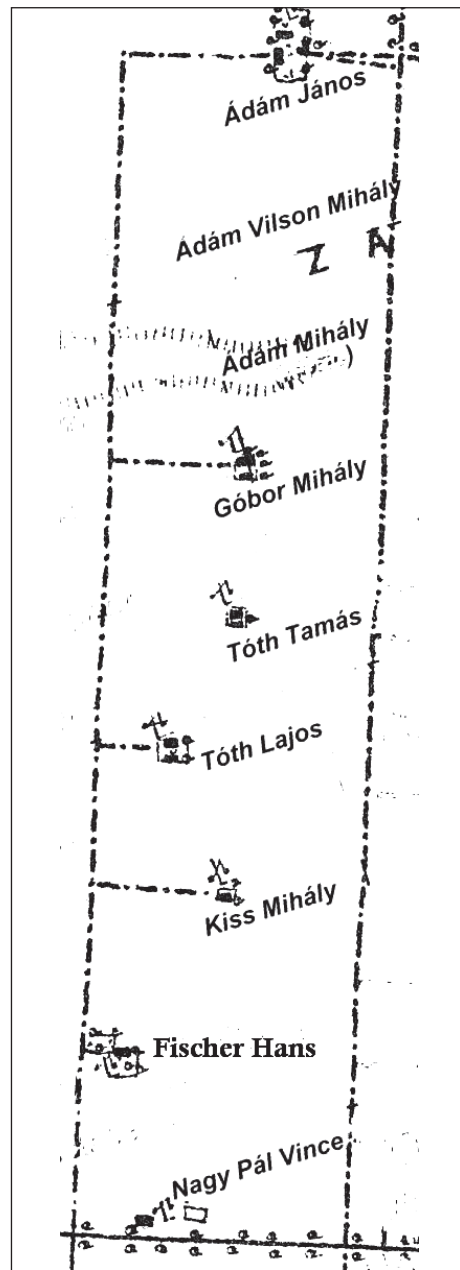 Ádám János
Ádám Vilson Mihály
Z A
Ádám Mihály
)
Góbor Mihály
Tóth Tamás
Tóth Lajos
Kiss Mihály
Fischer Hans
Nagy Pál Vince